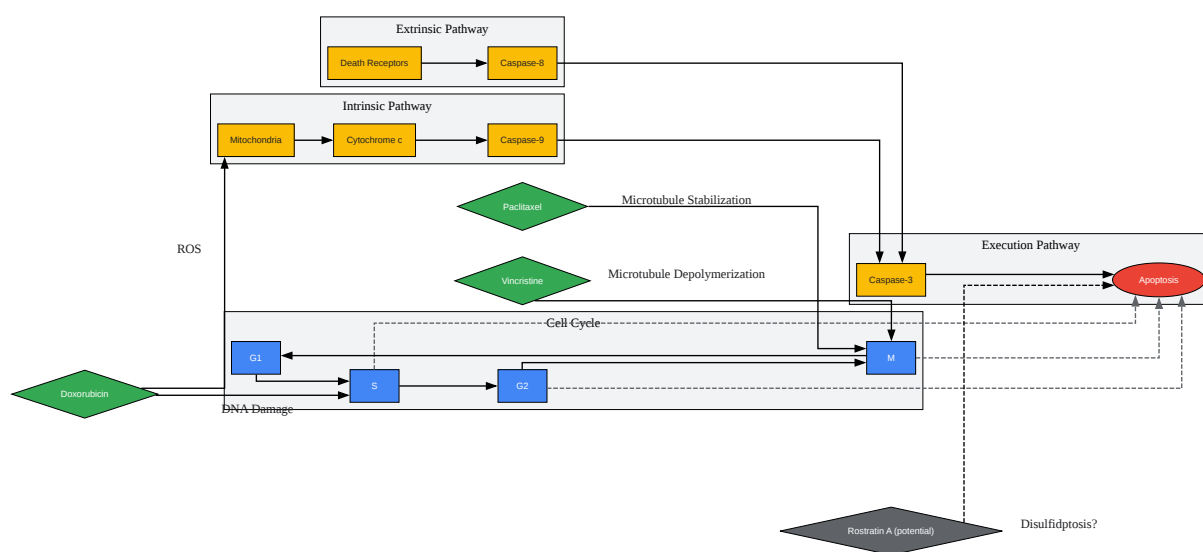 Extrinsic Pathway
Death Receptors
Caspase-8
Intrinsic Pathway
Mitochondria
Cytochrome c
Caspase-9
Paclitaxel
Microtubule Stabilization
ROS
Execution Pathway
Vincristine
Microtubule Depolymerization
Caspase-3
Apoptosis
Cell Cycle
G1
M
Doxorubicin
S
G2
DNA Damage
Rostratin A (potential)
Disulfidptosis?